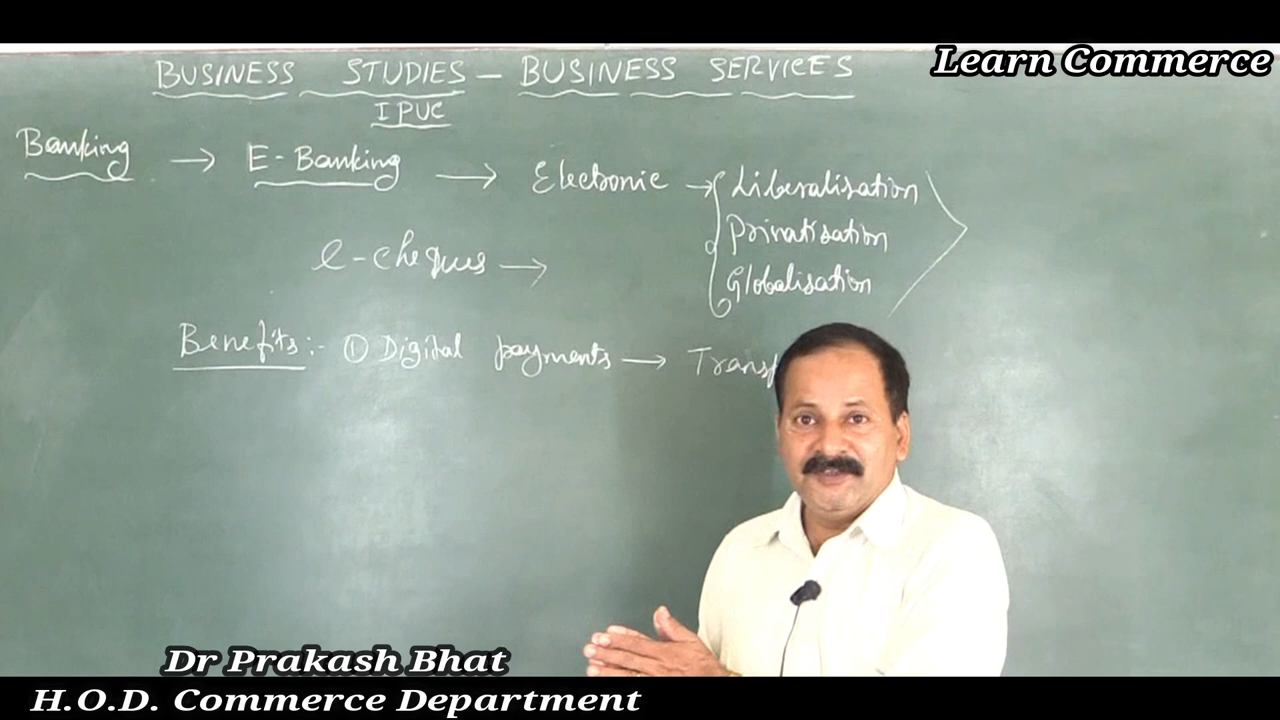 Learn Commerce
BUSINESS STUDIES - BUSINESS SERVICES
I PUC
Banking → E-Banking → Electronic → Liberalisation
Privatisation
Globalisation
e-cheques →
Benefits:- ① Digital payments →
Dr Prakash Bhat
H.O.D. Commerce Department